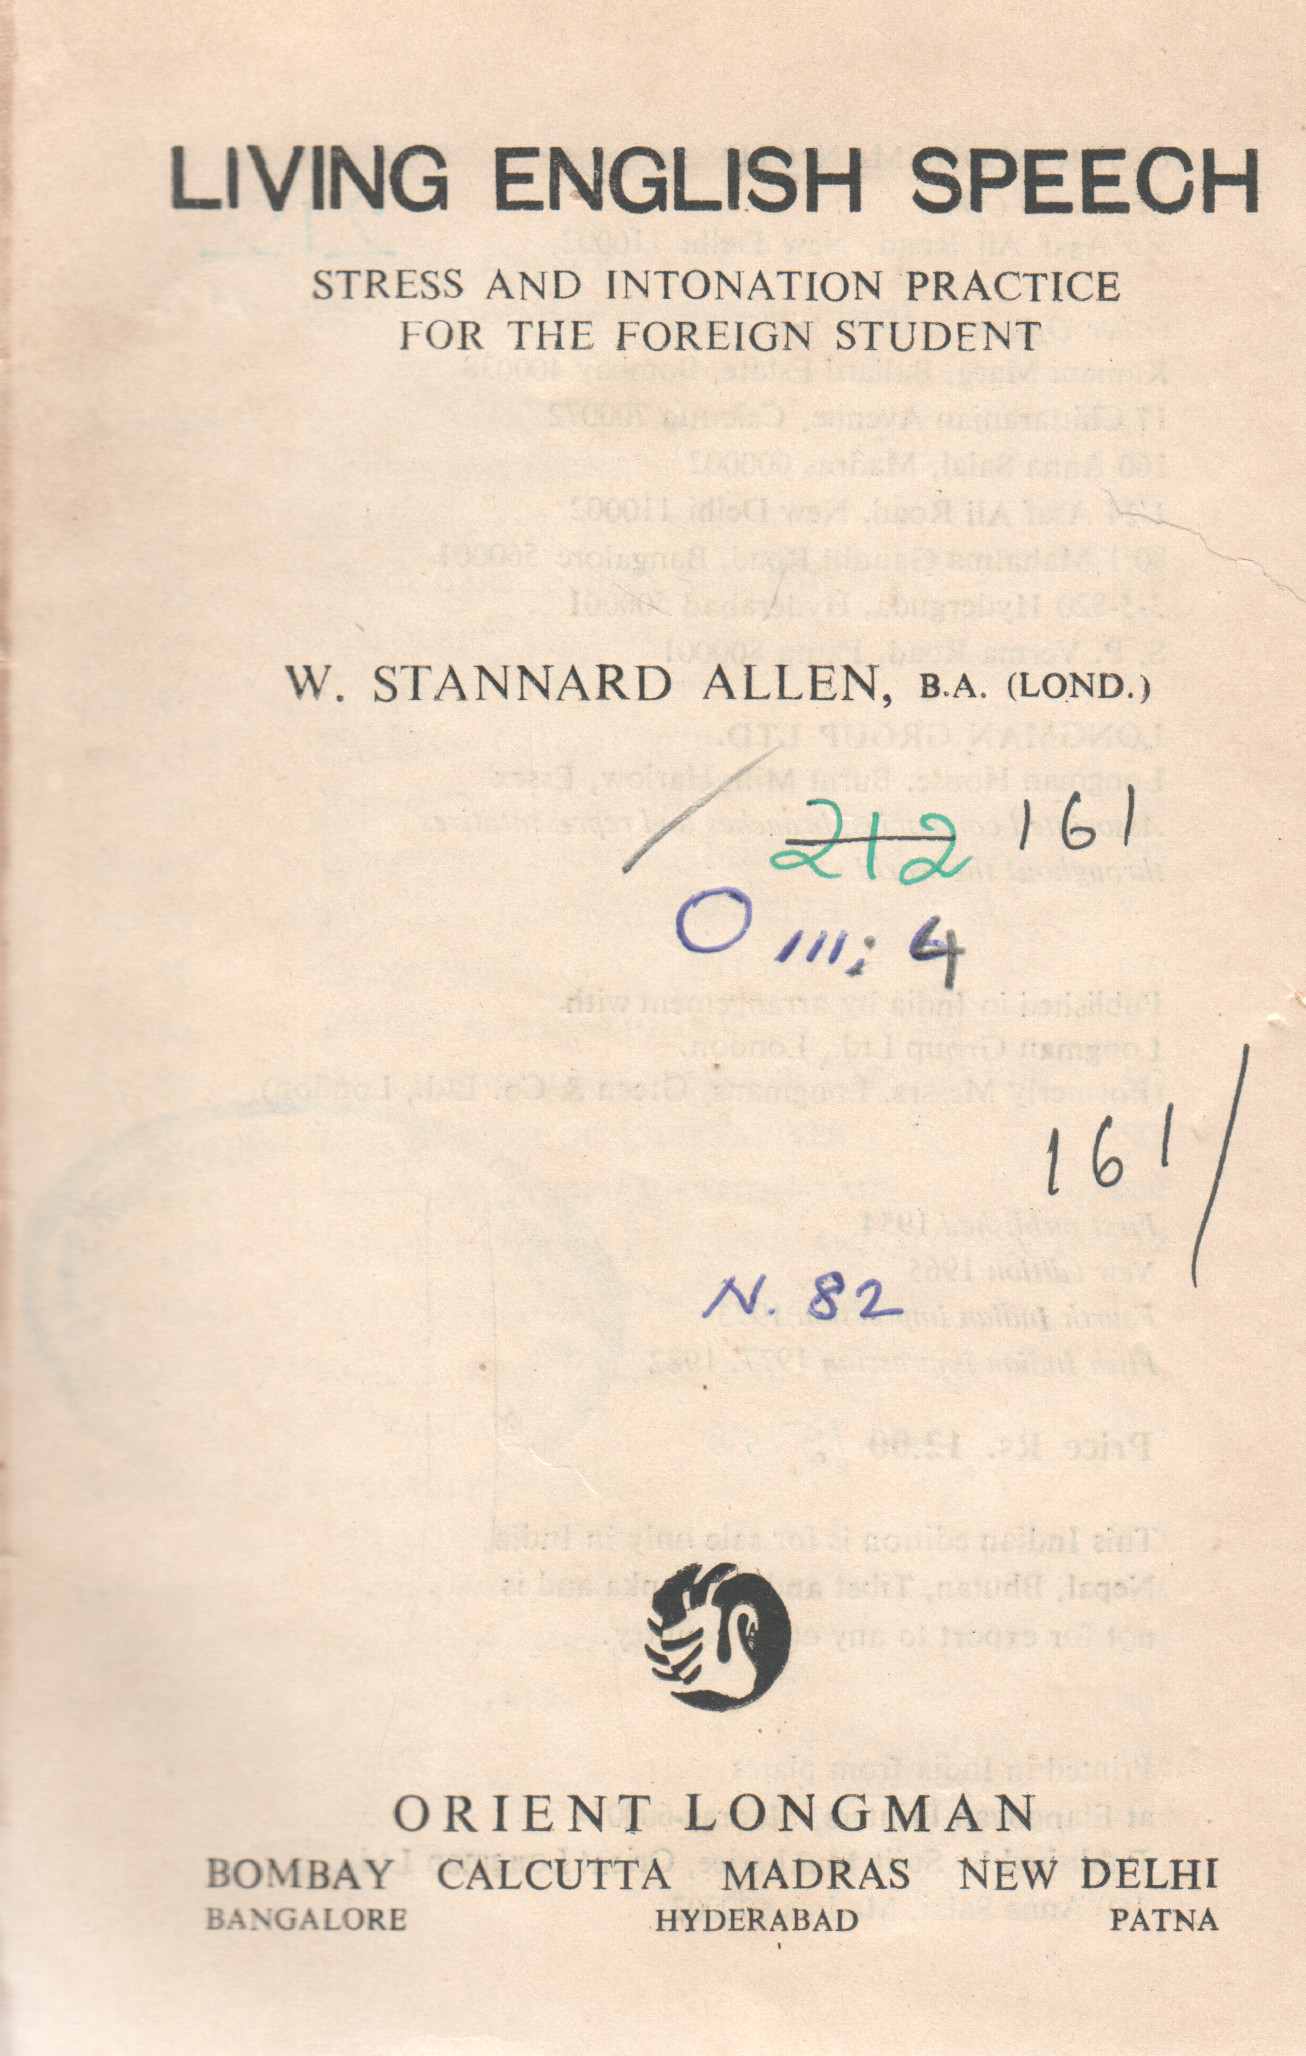 LIVING ENGLISH SPEECH
STRESS AND INTONATION PRACTICE
FOR THE FOREIGN STUDENT
W. STANNARD ALLEN, B.A. (LOND.)
212 161
O111:4
161/
N. 82
ORIENT LONGMAN
BOMBAY CALCUTTA MADRAS NEW DELHI
BANGALORE HYDERABAD PATNA